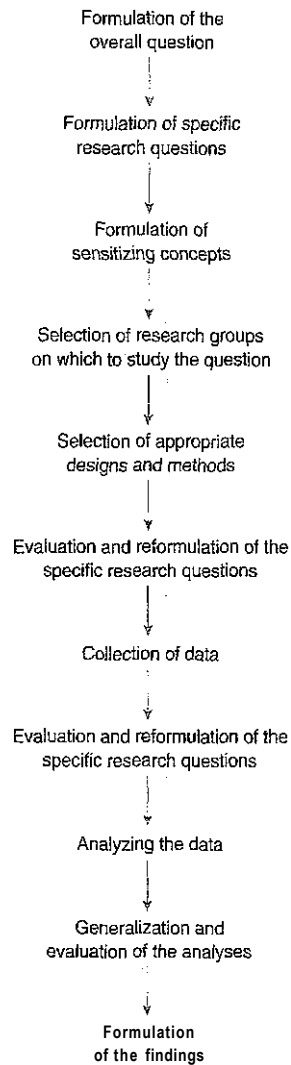 Formulation of the
overall question
Formulation of specific
research questions
Formulation of
sensitizing concepts
Selection of research groups
on which to study the question
Selection of appropriate
designs and methods
Evaluation and reformulation of the
specific research questions
Collection of data
Evaluation and reformulation of the
specific research questions
Analyzing the data
Generalization and
evaluation of the analyses
Formulation
of the findings